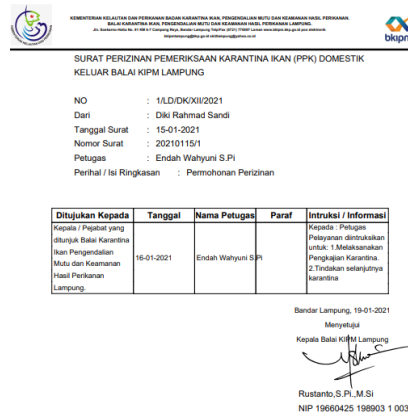 KEMENTERIAN KELAUTAN DAN PERIKANAN BADAN KARANTINA IKAN, PENGENDALIAN MUTU DAN KEAMANAN HASIL PERIKANAN.
BALAI KARANTINA IKAN, PENGENDALIAN MUTU DAN KEAMANAN HASIL PERIKANAN LAMPUNG.
bkipm
SURAT PERIZINAN PEMERIKSAAN KARANTINA IKAN (PPK) DOMESTIK
KELUAR BALAI KIPM LAMPUNG
NO : 1/LD/DK/XII/2021
Dari : Diki Rahmad Sandi
Tanggal Surat : 15-01-2021
Nomor Surat : 20210115/1
Petugas : Endah Wahyuni S.Pi
Perihal / Isi Ringkasan : Permohonan Perizinan
Ditujukan Kepada Tanggal Nama Petugas Paraf Intruksi / Informasi
Kepala / Pejabat yang
ditunjuk Balai Karantina
Ikan Pengendalian
Mutu dan Keamanan
Hasil Perikanan
Lampung.
16-01-2021
Endah Wahyuni S.Pi
Kepada : Petugas
Pelayanan diintruksikan
untuk: 1.Melaksanakan
Pengkajian Karantina.
2.Tindakan selanjutnya
karantina
Bandar Lampung, 19-01-2021
Menyetujui
Kepala Balai KIPM Lampung
Rustanto,S.Pi.,M.Si
NIP 19660425 198903 1 003